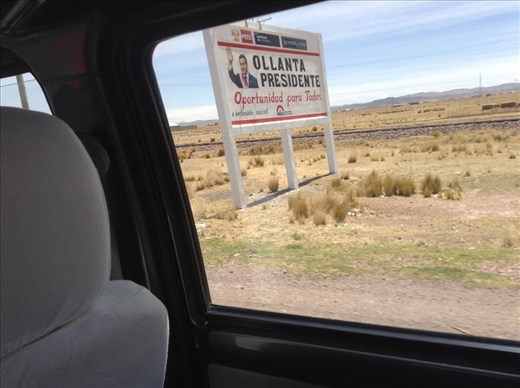 OLLANTA
PRESIDENTE
Oportunidad para Todos